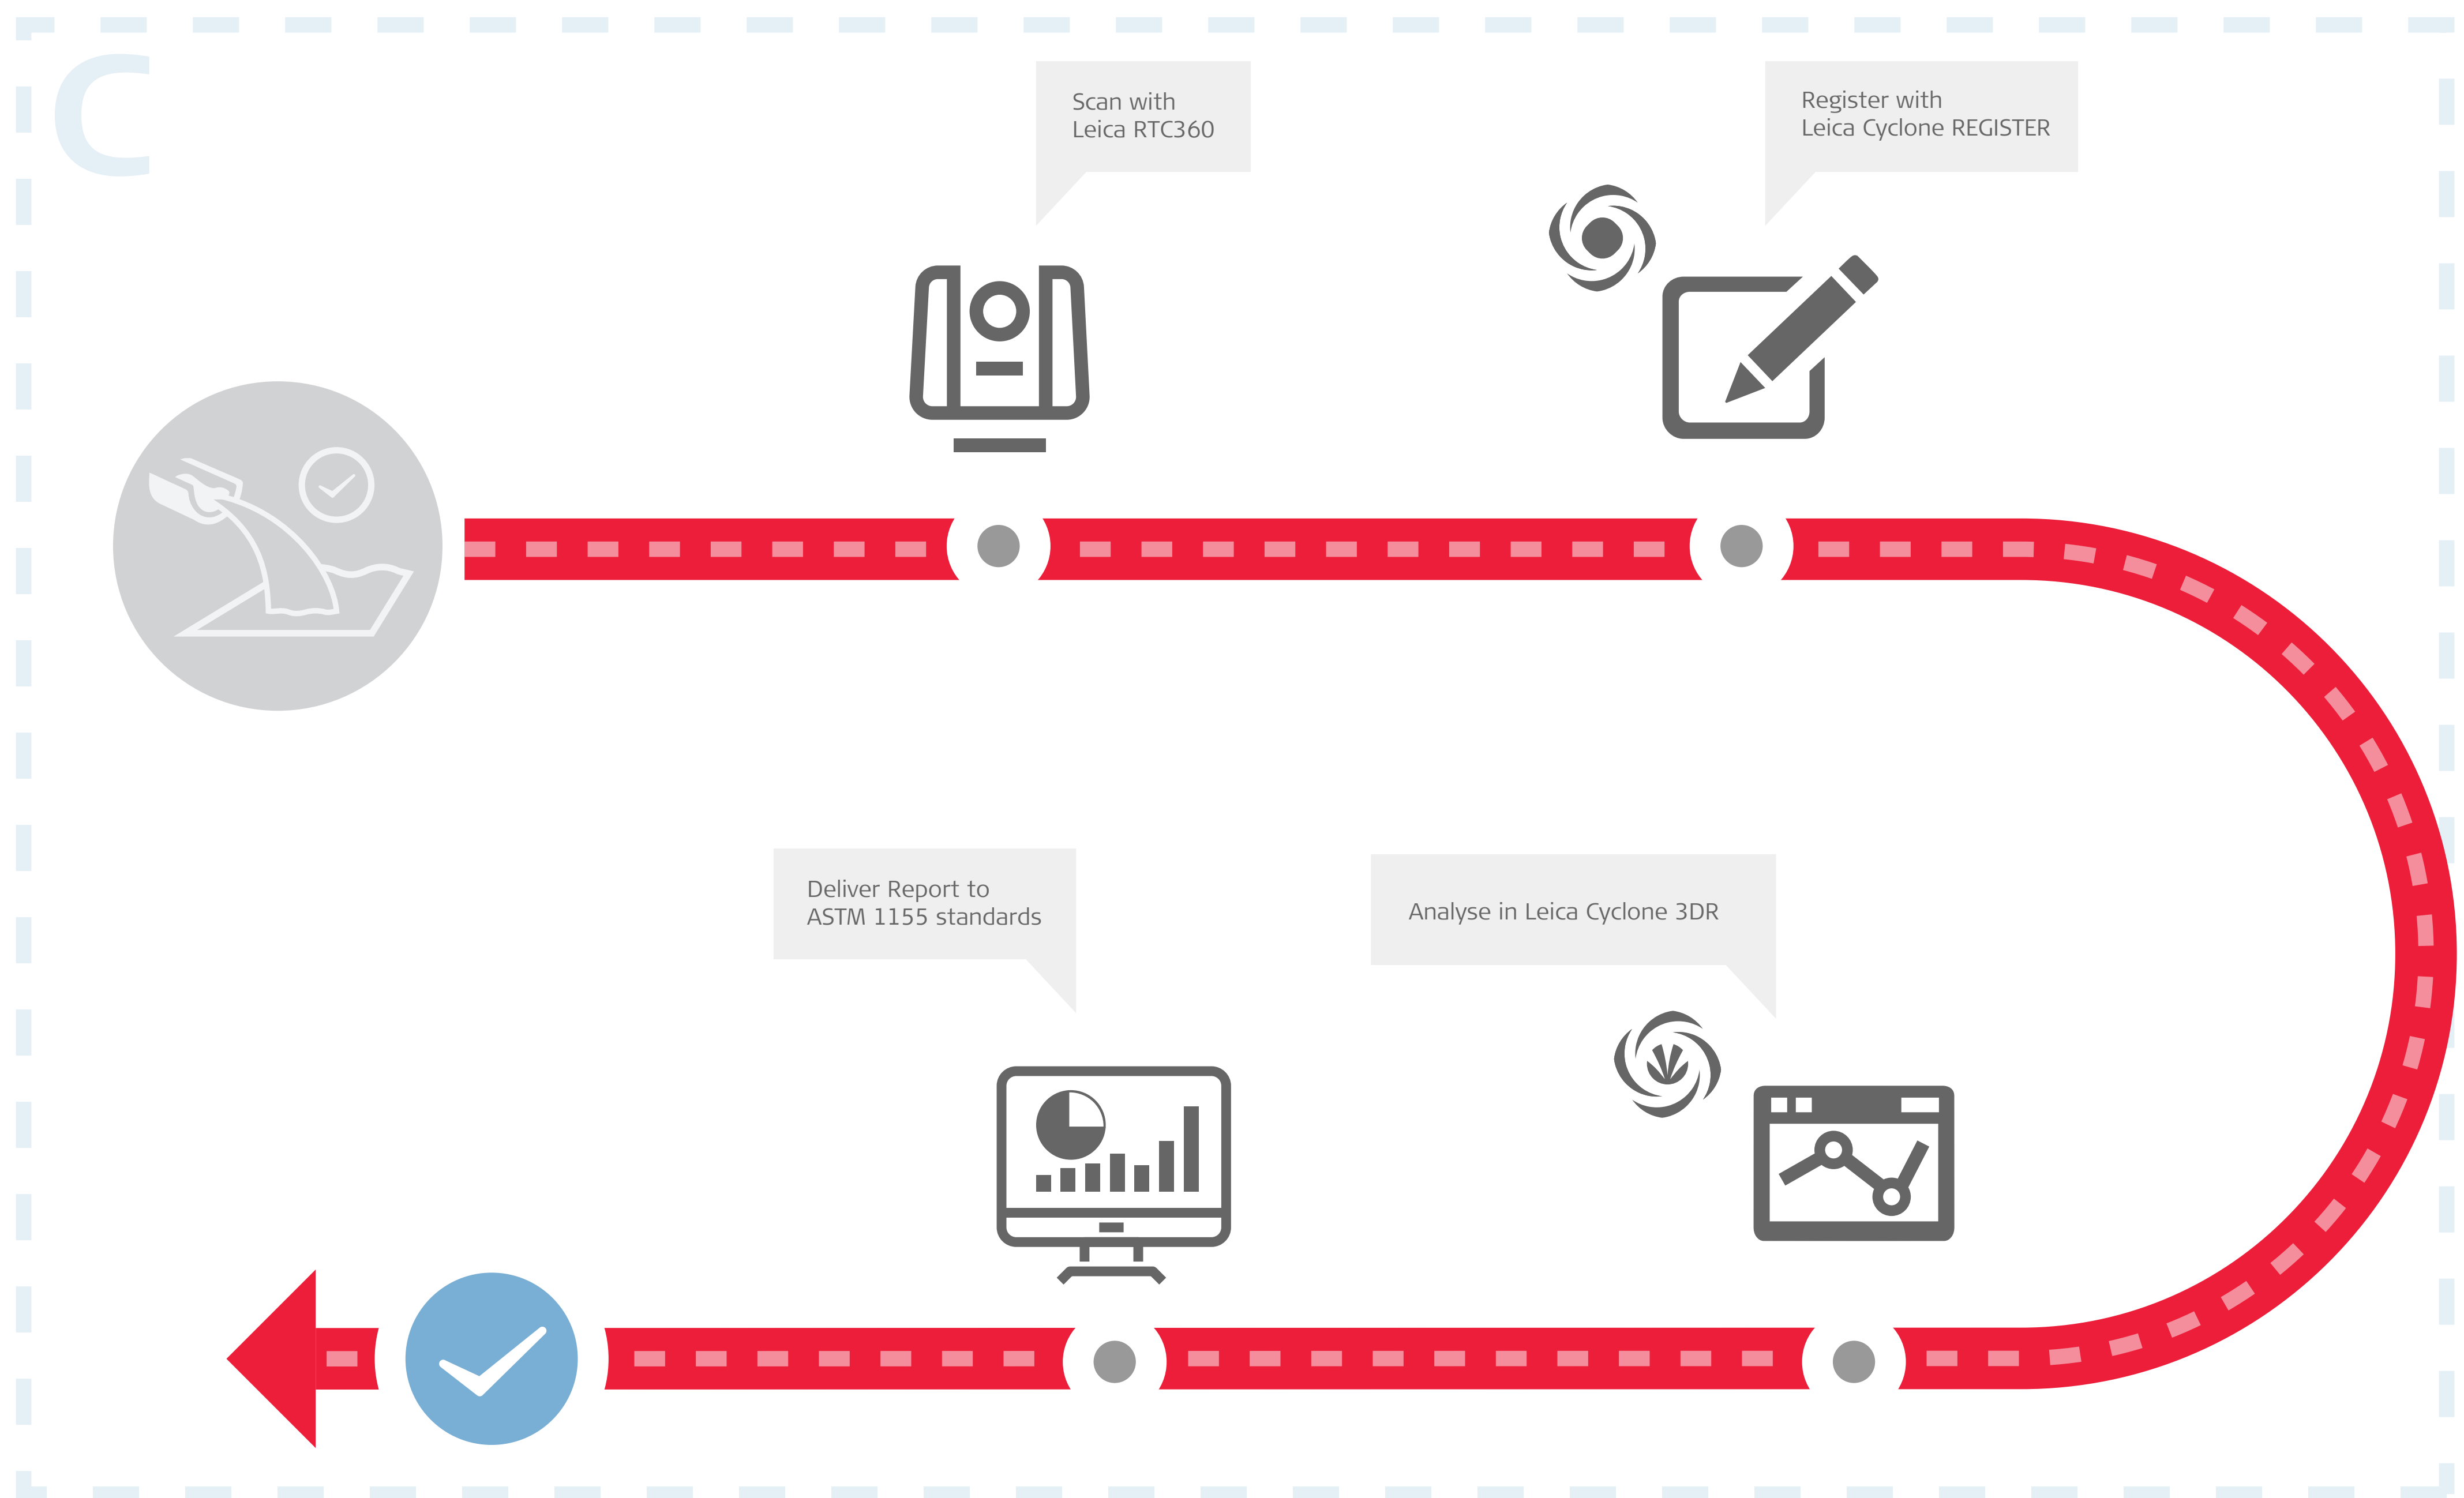 C
Scan with
Leica RTC360
Register with
Leica Cyclone REGISTER
Analyse in Leica Cyclone 3DR
Deliver Report to
ASTM 1155 standards